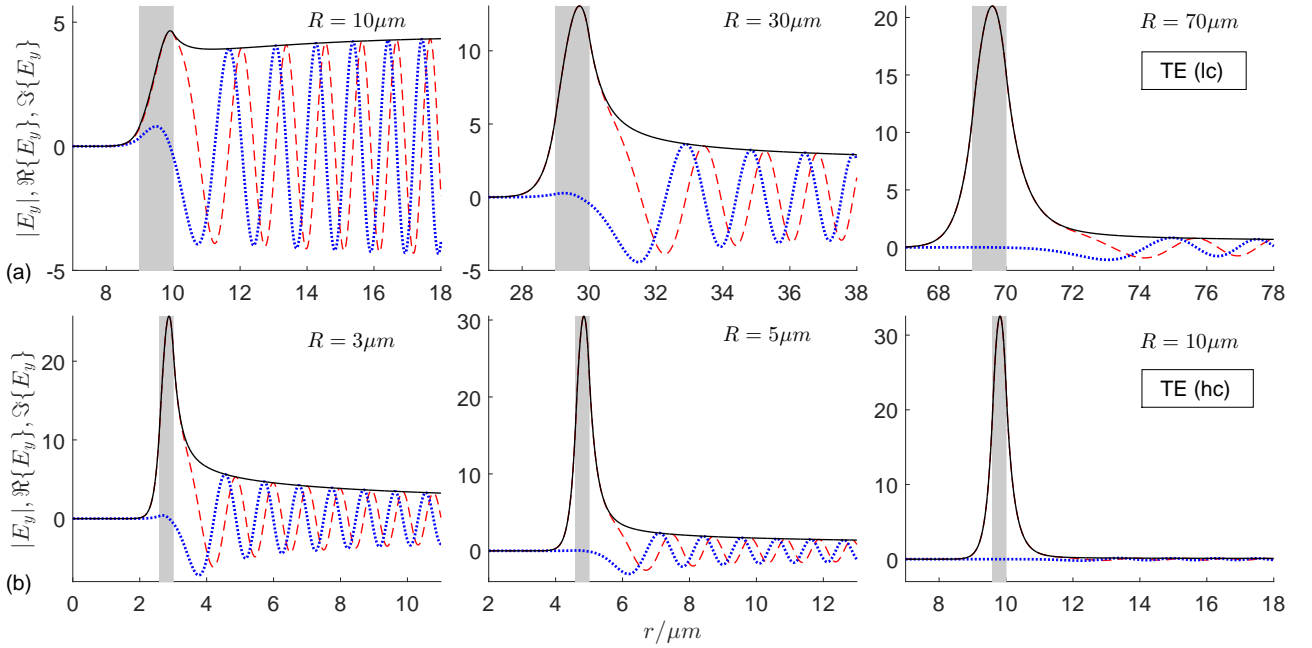 |E_y|, ℜ{E_y}, ℑ{E_y}
(a)
5
0
-5
R = 10μm
8 10 12 14 16 18
10
5
0
-5
R = 30μm
28 30 32 34 36 38
20
15
10
5
0
R = 70μm
TE (lc)
68 70 72 74 76 78
|E_y|, ℜ{E_y}, ℑ{E_y}
(b)
20
10
0
R = 3μm
0 2 4 6 8 10
30
20
10
0
R = 5μm
2 4 6 8 10 12
r/μm
30
20
10
0
R = 10μm
TE (hc)
8 10 12 14 16 18